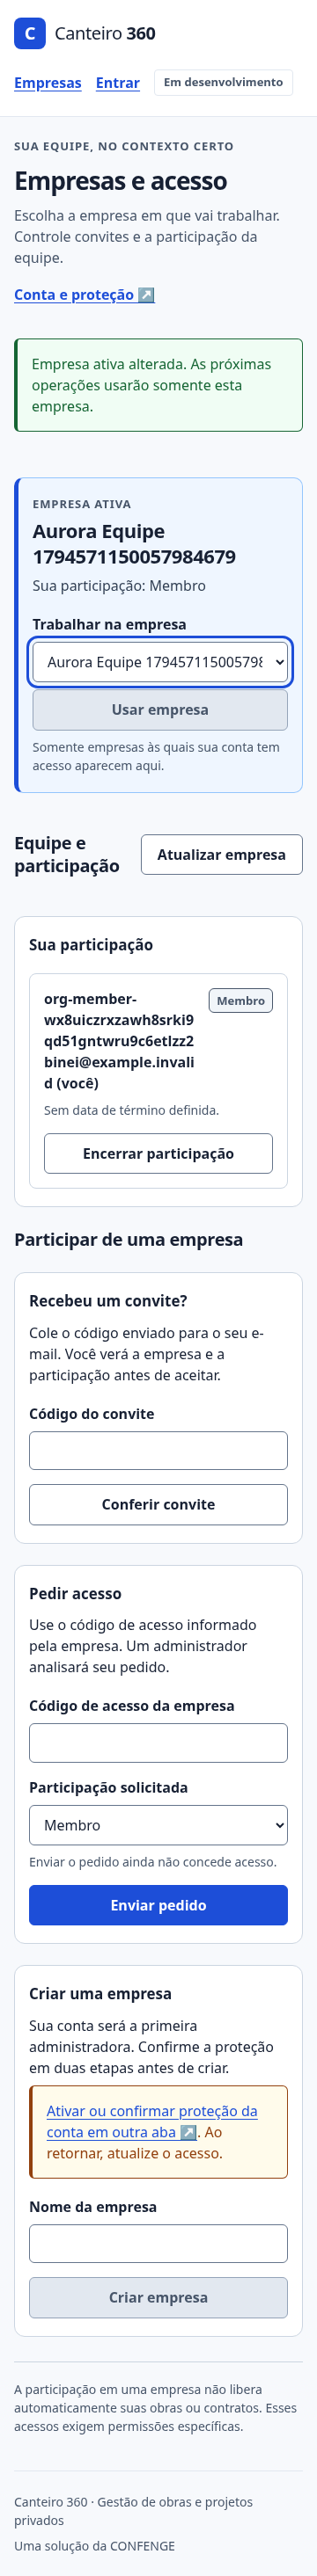 C Canteiro 360
Empresas Entrar Em desenvolvimento
SUA EQUIPE, NO CONTEXTO CERTO
Empresas e acesso
Escolha a empresa em que vai trabalhar.
Controle convites e a participação da
equipe.
Conta e proteção ↗
Empresa ativa alterada. As próximas
operações usarão somente esta
empresa.
EMPRESA ATIVA
Aurora Equipe
1794571150057984679
Sua participação: Membro
Trabalhar na empresa
Aurora Equipe 179457115005798
Usar empresa
Somente empresas às quais sua conta tem
acesso aparecem aqui.
Equipe e
participação
Atualizar empresa
Sua participação
org-member-
wx8uiczrxzawh8srki9
qd51gntwru9c6etlzz2
binei@example.invali
d (você)
Membro
Sem data de término definida.
Encerrar participação
Participar de uma empresa
Recebeu um convite?
Cole o código enviado para o seu e-
mail. Você verá a empresa e a
participação antes de aceitar.
Código do convite
Conferir convite
Pedir acesso
Use o código de acesso informado
pela empresa. Um administrador
analisará seu pedido.
Código de acesso da empresa
Participação solicitada
Membro
Enviar o pedido ainda não concede acesso.
Enviar pedido
Criar uma empresa
Sua conta será a primeira
administradora. Confirme a proteção
em duas etapas antes de criar.
Ativar ou confirmar proteção da
conta em outra aba ↗. Ao
retornar, atualize o acesso.
Nome da empresa
Criar empresa
A participação em uma empresa não libera
automaticamente suas obras ou contratos. Esses
acessos exigem permissões específicas.
Canteiro 360 · Gestão de obras e projetos
privados
Uma solução da CONFENGE